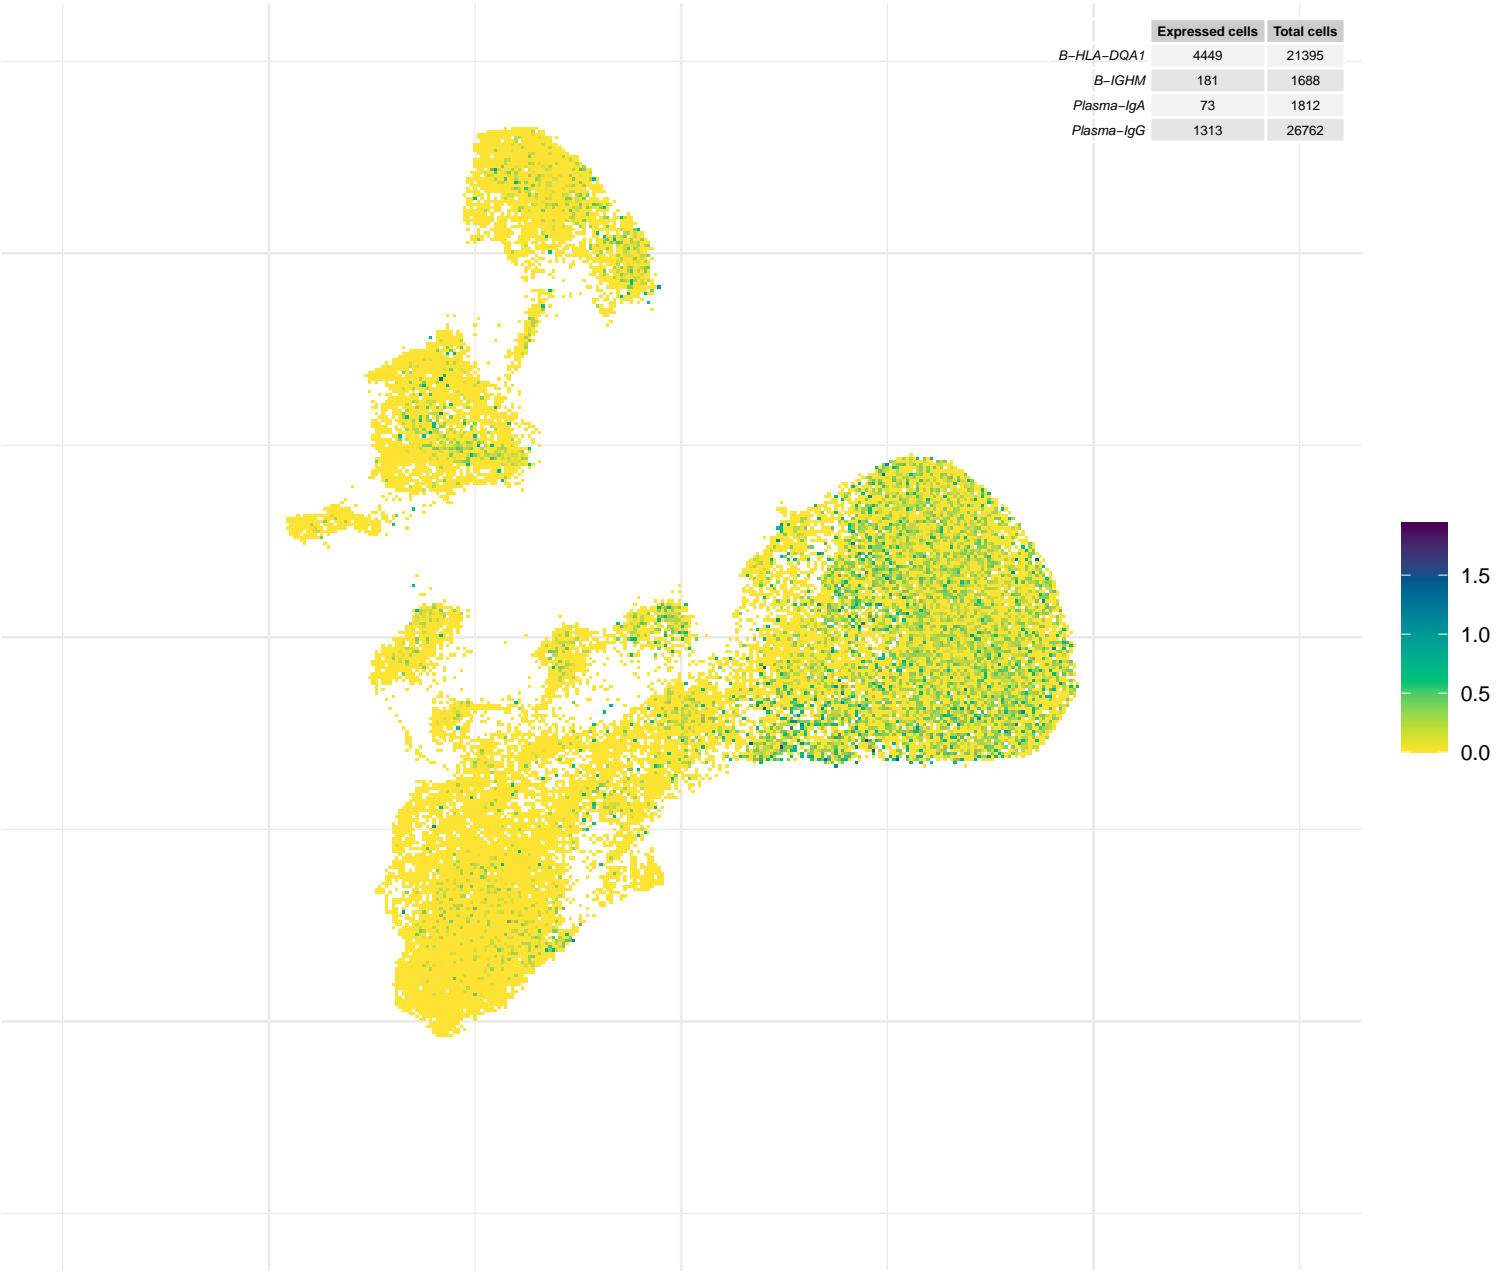 Expressed cells Total cells
B−HLA−DQA1 4449 21395
B−IGHM 181 1688
Plasma−IgA 73 1812
Plasma−IgG 1313 26762
1.5
1.0
0.5
0.0